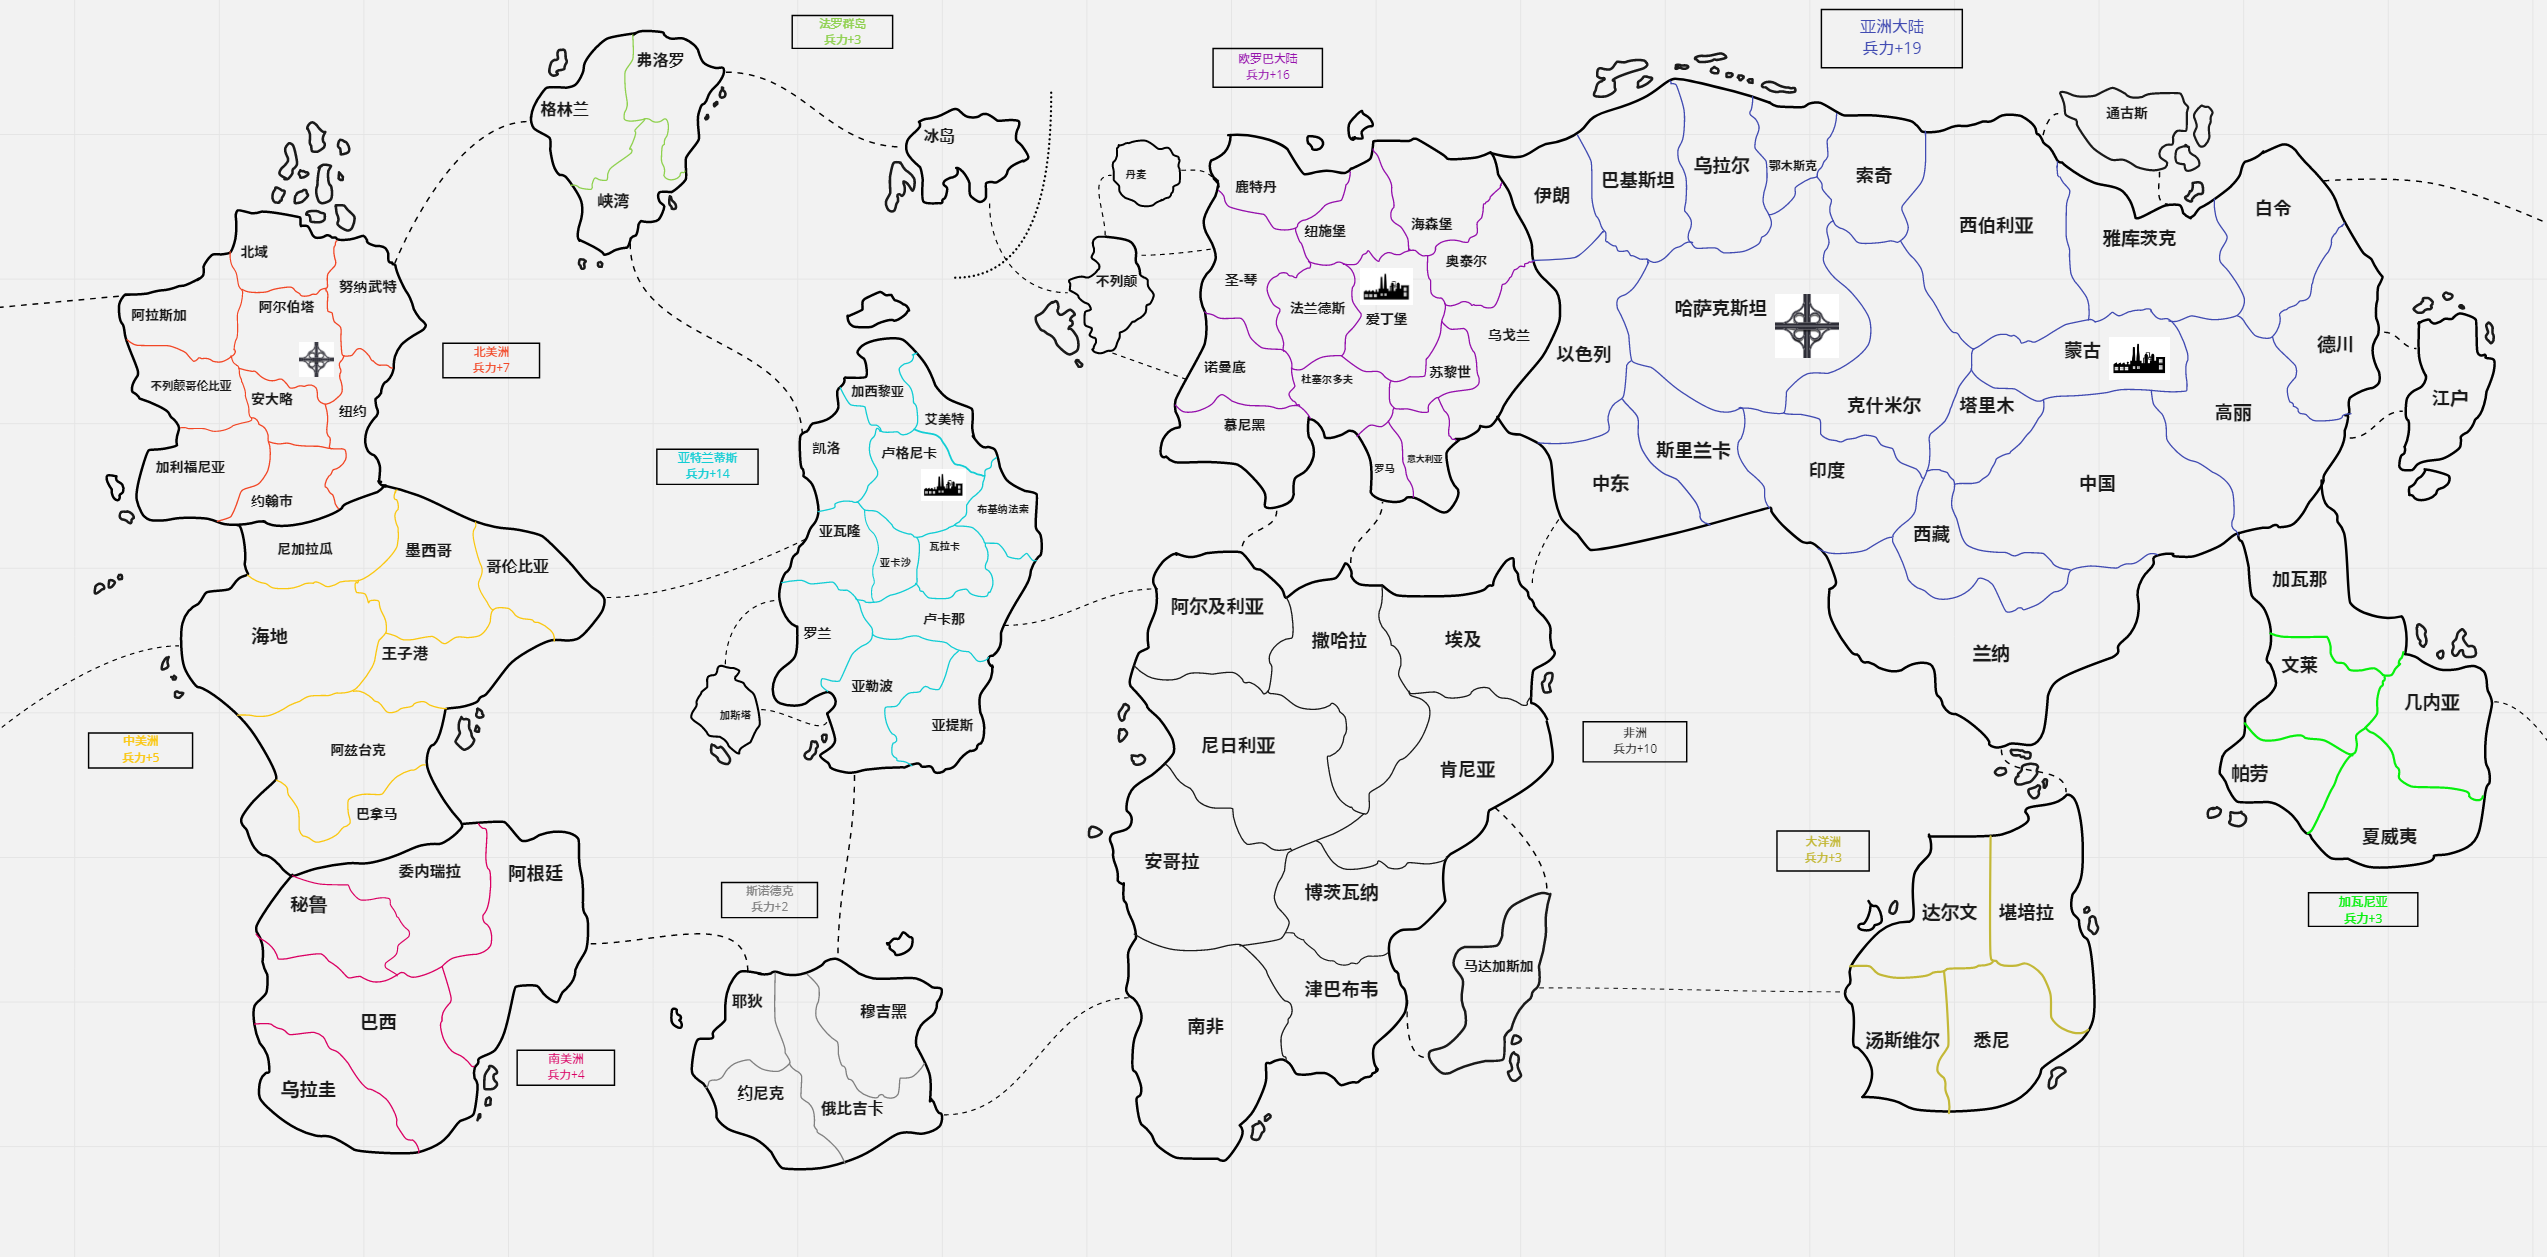 法罗群岛
兵力+3
欧罗巴大陆
兵力+16
亚洲大陆
兵力+19
弗洛罗
格林兰
峡湾
冰岛
北域
努纳武特
阿拉斯加
阿尔伯塔
不列颠哥伦比亚
安大略
纽约
加利福尼亚
约翰市
北美洲
兵力+7
尼加拉瓜
墨西哥
哥伦比亚
海地
王子港
阿兹台克
巴拿马
中美洲
兵力+5
委内瑞拉
阿根廷
秘鲁
巴西
乌拉圭
南美洲
兵力+4
加西黎亚
艾美特
凯洛
卢格尼卡
布基纳法索
亚瓦隆
瓦拉卡
亚卡沙
卢卡那
罗兰
亚勒波
亚提斯
加斯塔
亚特兰蒂斯
兵力+14
斯诺德克
兵力+2
耶狄
穆吉黑
约尼克
俄比吉卡
丹麦
不列颠
鹿特丹
纽施堡
海森堡
奥泰尔
圣-琴
法兰德斯
爱丁堡
乌戈兰
诺曼底
杜塞尔多夫
苏黎世
慕尼黑
罗马
意大利亚
伊朗
巴基斯坦
乌拉尔
鄂木斯克
索奇
西伯利亚
通古斯
雅库茨克
白令
哈萨克斯坦
以色列
蒙古
德川
江户
克什米尔
塔里木
高丽
斯里兰卡
印度
中东
中国
西藏
兰纳
加瓦那
文莱
几内亚
帕劳
夏威夷
加瓦尼亚
兵力+3
阿尔及利亚
撒哈拉
埃及
尼日利亚
肯尼亚
安哥拉
博茨瓦纳
津巴布韦
南非
马达加斯加
非洲
兵力+10
大洋洲
兵力+3
达尔文
堪培拉
汤斯维尔
悉尼